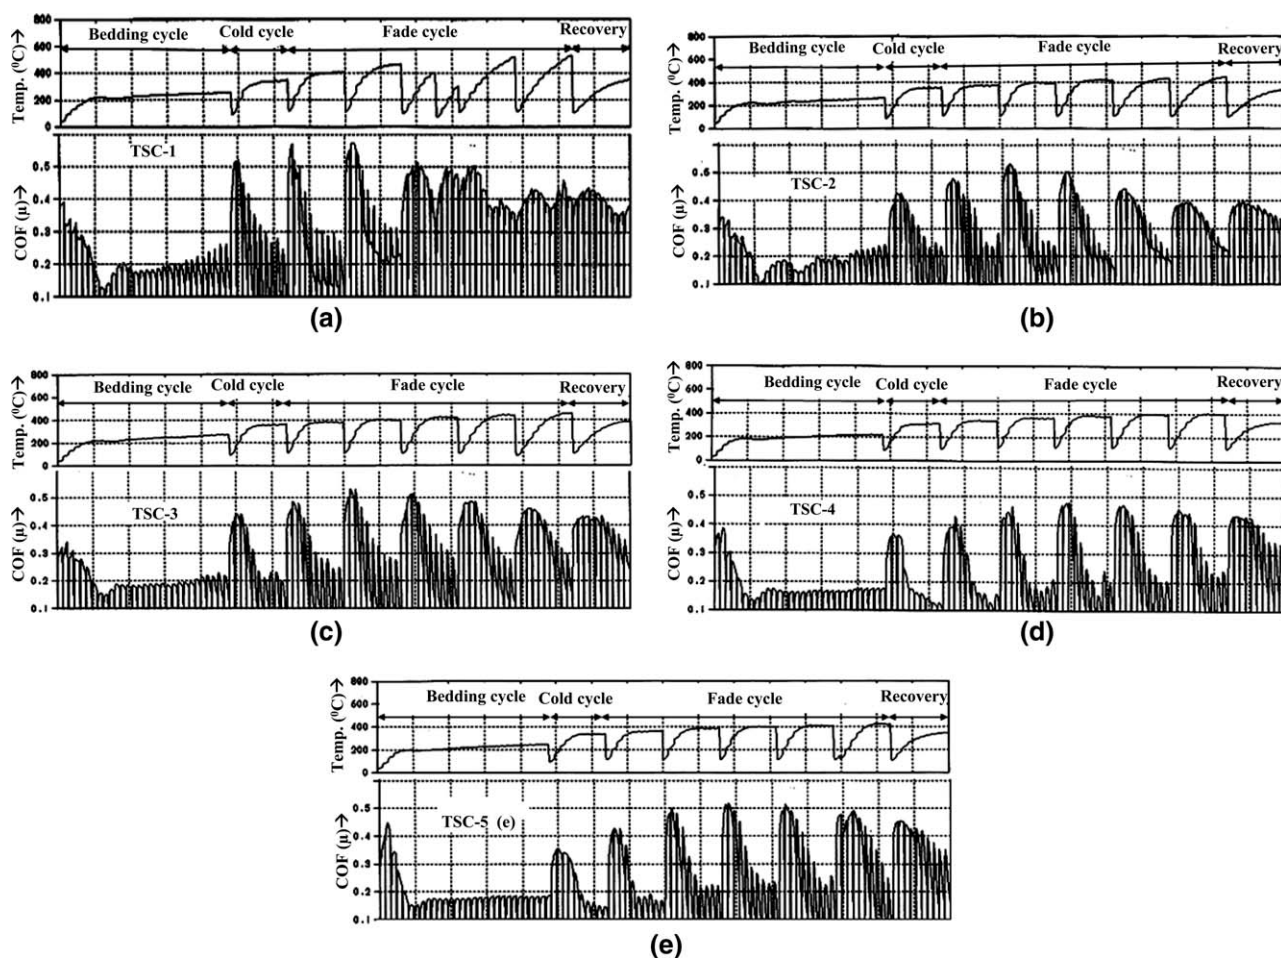 Bedding cycle Cold cycle Fade cycle Recovery
Temp. (⁰C)→
800
600
400
200
0
TSC-1
COF (μ)→
0.5
0.4
0.3
0.2
0.1
(a)
Bedding cycle Cold cycle Fade cycle Recovery
Temp. (⁰C)→
800
600
400
200
0
TSC-2
COF (μ)→
0.5
0.4
0.3
0.2
0.1
(b)
Bedding cycle Cold cycle Fade cycle Recovery
Temp. (⁰C)→
800
600
400
200
0
TSC-3
COF (μ)→
0.5
0.4
0.3
0.2
0.1
(c)
Bedding cycle Cold cycle Fade cycle Recovery
Temp. (⁰C)→
800
600
400
200
0
TSC-4
COF (μ)→
0.5
0.4
0.3
0.2
0.1
(d)
Bedding cycle Cold cycle Fade cycle Recovery
Temp. (⁰C)→
800
600
400
200
0
TSC-5 (e)
COF (μ)→
0.5
0.4
0.3
0.2
0.1
(e)